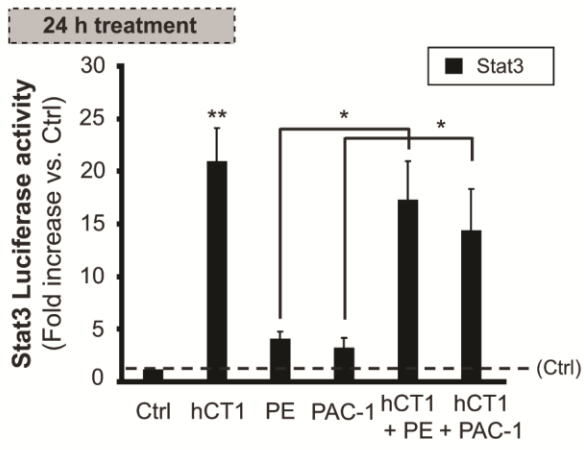 24 h treatment
Stat3 Luciferase activity
(Fold increase vs. Ctrl)
30
25
20
15
10
5
0
Stat3
**
*
*
(Ctrl)
Ctrl
hCT1
PE
PAC-1
hCT1
+ PE
hCT1
+ PAC-1